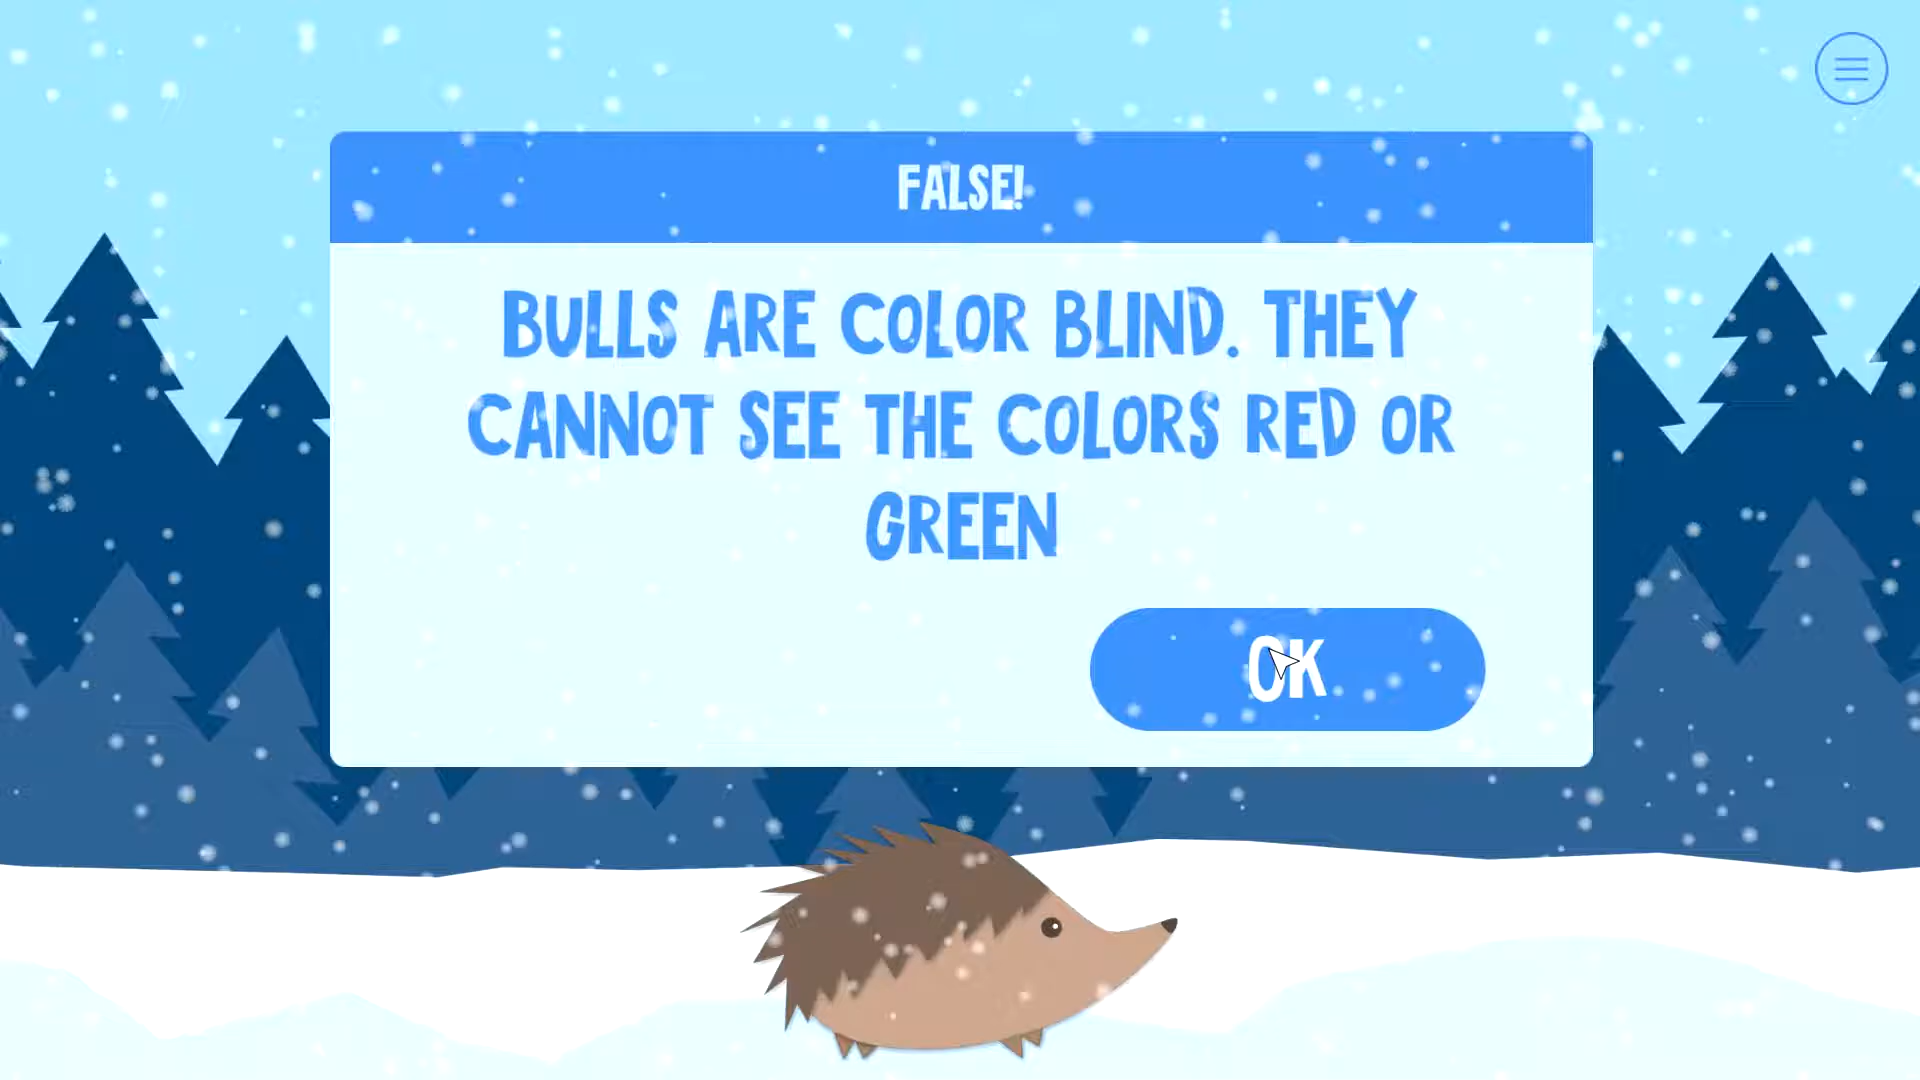 FALSE!
BULLS ARE COLOR BLIND. THEY
CANNOT SEE THE COLORS RED OR
GREEN
OK